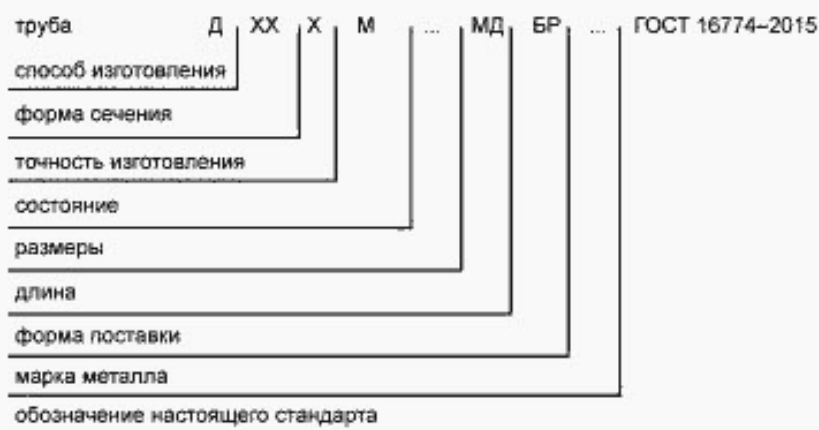 труба Д ХХ Х М ... МД БР ... ГОСТ 16774–2015
способ изготовления
форма сечения
точность изготовления
состояние
размеры
длина
форма поставки
марка металла
обозначение настоящего стандарта